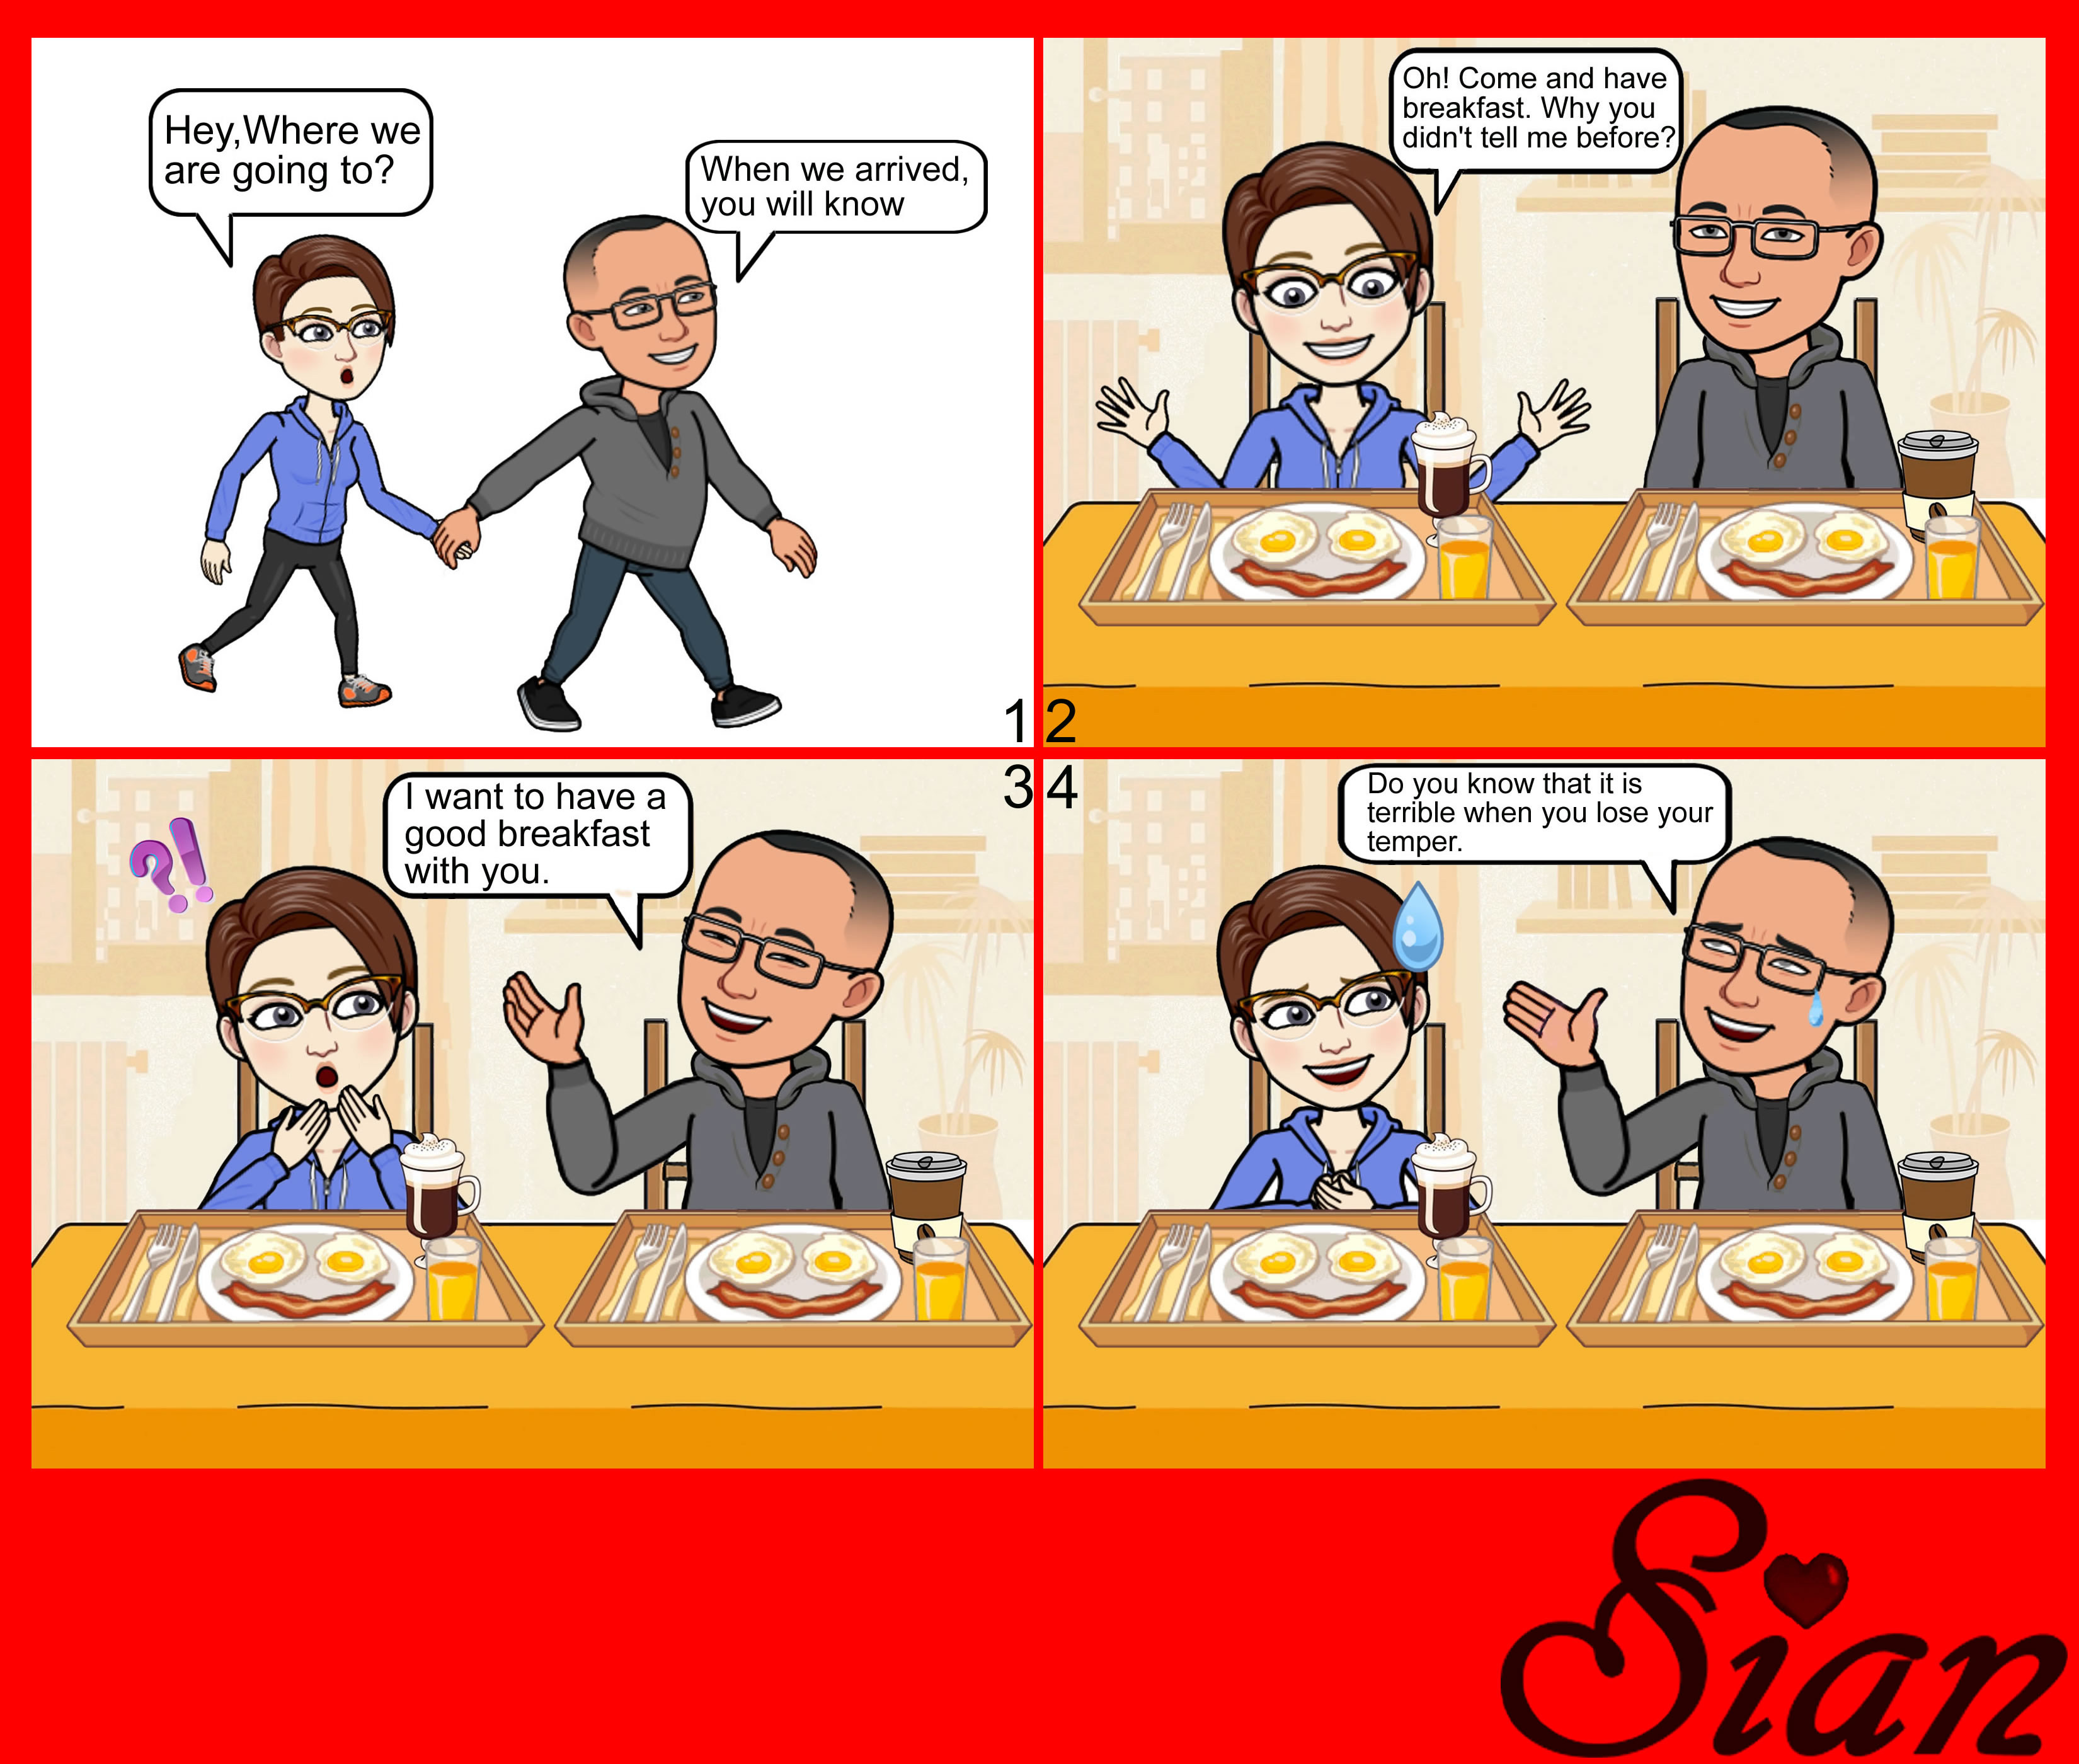 Hey,Where we
are going to?
When we arrived,
you will know
1
Oh! Come and have
breakfast. Why you
didn't tell me before?
2
?!
I want to have a
good breakfast
with you.
3
4
Do you know that it is
terrible when you lose your
temper.
Sian